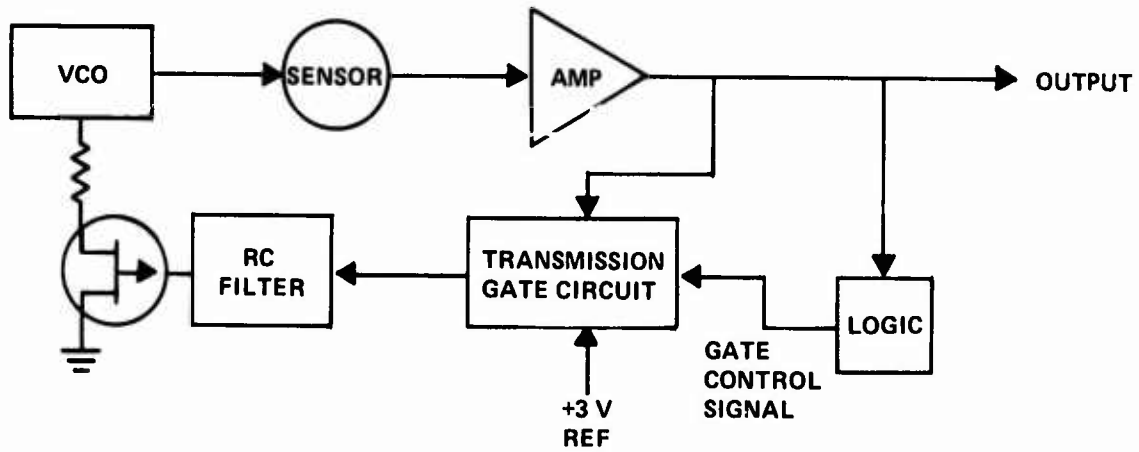 VCO
SENSOR
AMP
OUTPUT
RC
FILTER
TRANSMISSION
GATE CIRCUIT
LOGIC
GATE
CONTROL
SIGNAL
+3 V
REF